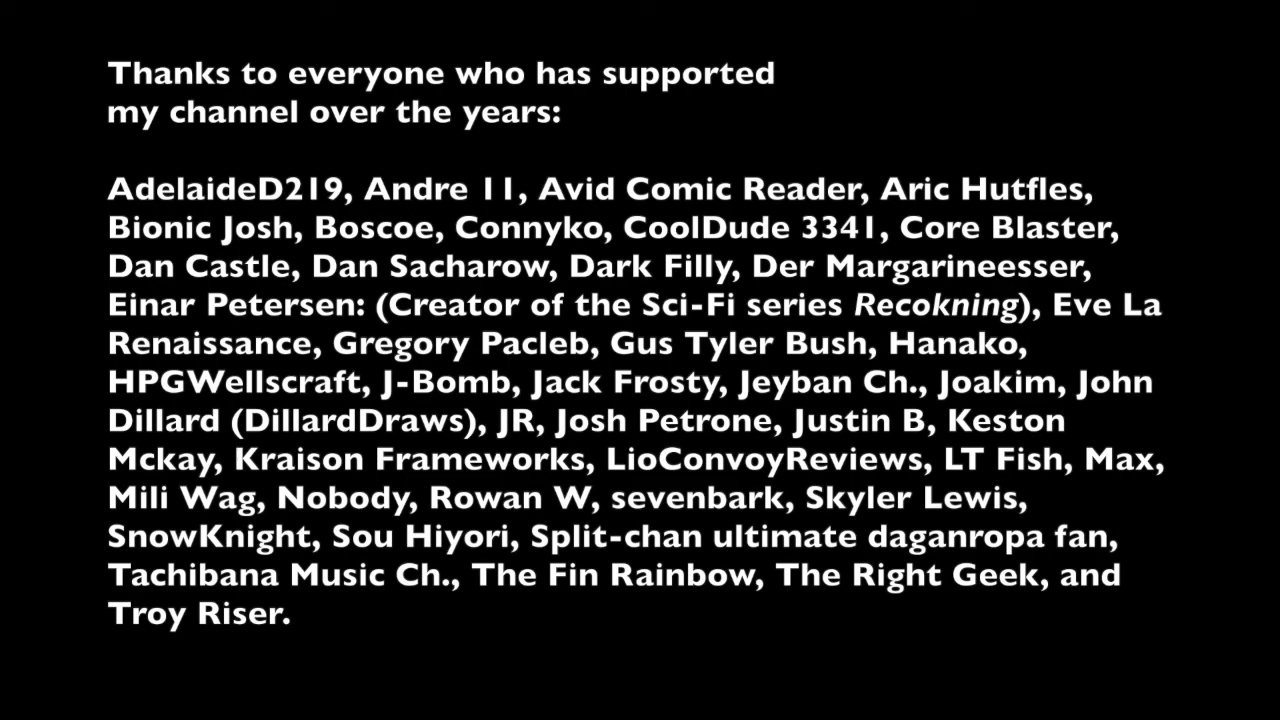 Thanks to everyone who has supported
my channel over the years:
AdelaideD219, Andre 11, Avid Comic Reader, Aric Hutfles,
Bionic Josh, Boscoe, Connyko, CoolDude 3341, Core Blaster,
Dan Castle, Dan Sacharow, Dark Filly, Der Margarineesser,
Einar Petersen: (Creator of the Sci-Fi series Recokning), Eve La
Renaissance, Gregory Pacleb, Gus Tyler Bush, Hanako,
HPGWellscraft, J-Bomb, Jack Frosty, Jeyban Ch., Joakim, John
Dillard (DillardDraws), JR, Josh Petrone, Justin B, Keston
Mckay, Kraison Frameworks, LioConvoyReviews, LT Fish, Max,
Mili Wag, Nobody, Rowan W, sevenbark, Skyler Lewis,
SnowKnight, Sou Hiyori, Split-chan ultimate daganropa fan,
Tachibana Music Ch., The Fin Rainbow, The Right Geek, and
Troy Riser.